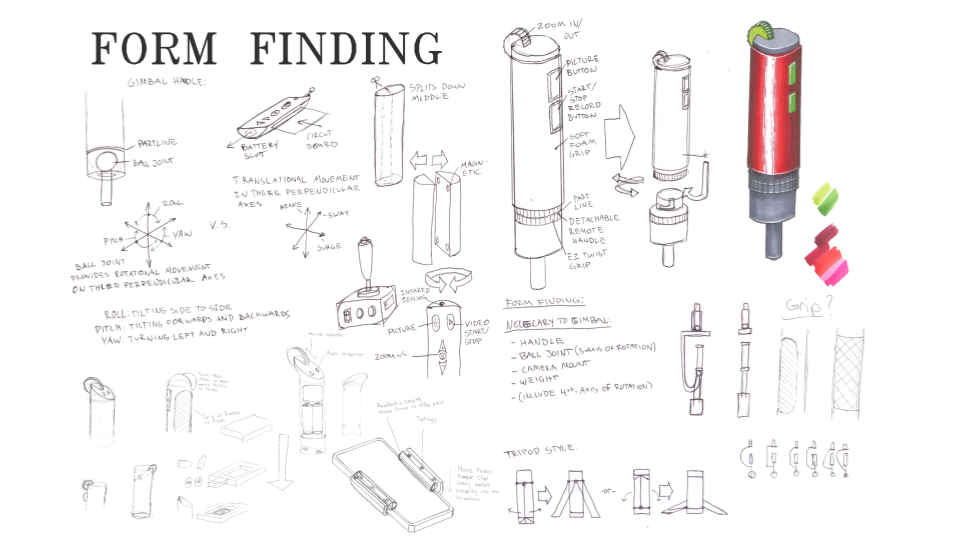 FORM FINDING
GIMBAL HANDLE:
PARTLINE
BALL JOINT
ROLL
PITCH
YAW
V.S.
BALL JOINT
PROVIDES ROTATIONAL MOVEMENT
ON THREE PERPENDICULAR AXES
ROLL: TILTING SIDE TO SIDE
PITCH: TILTING FORWARDS AND BACKWARDS
YAW: TURNING LEFT AND RIGHT
BATTERY
SLOT
CIRCUT
BOARD
TRANSLATIONAL MOVEMENT
IN THREE PERPENDICULAR
AXES
HEAVE
SWAY
SURGE
SPLITS DOWN
MIDDLE
MAGN-
ETIC
INFARED
SENSOR
PICTURE
VIDEO
START/
STOP
ZOOM +/-
ZOOM IN/
OUT
PICTURE
BUTTON
START/
STOP
RECORD
BUTTON
SOFT
FOAM
GRIP
PART
LINE
DETACHABLE
REMOTE
HANDLE
EZ TWIST
GRIP
FORM FINDING:
NECECARY TO GIMBAL:
- HANDLE
- BALL JOINT (3-AXIS OF ROTATION)
- CAMERA MOUNT
- WEIGHT
- (INCLUDE 4th-AXIS OF ROTATION)
Grip?
TRIPOD STYLE:
-or-
Springs